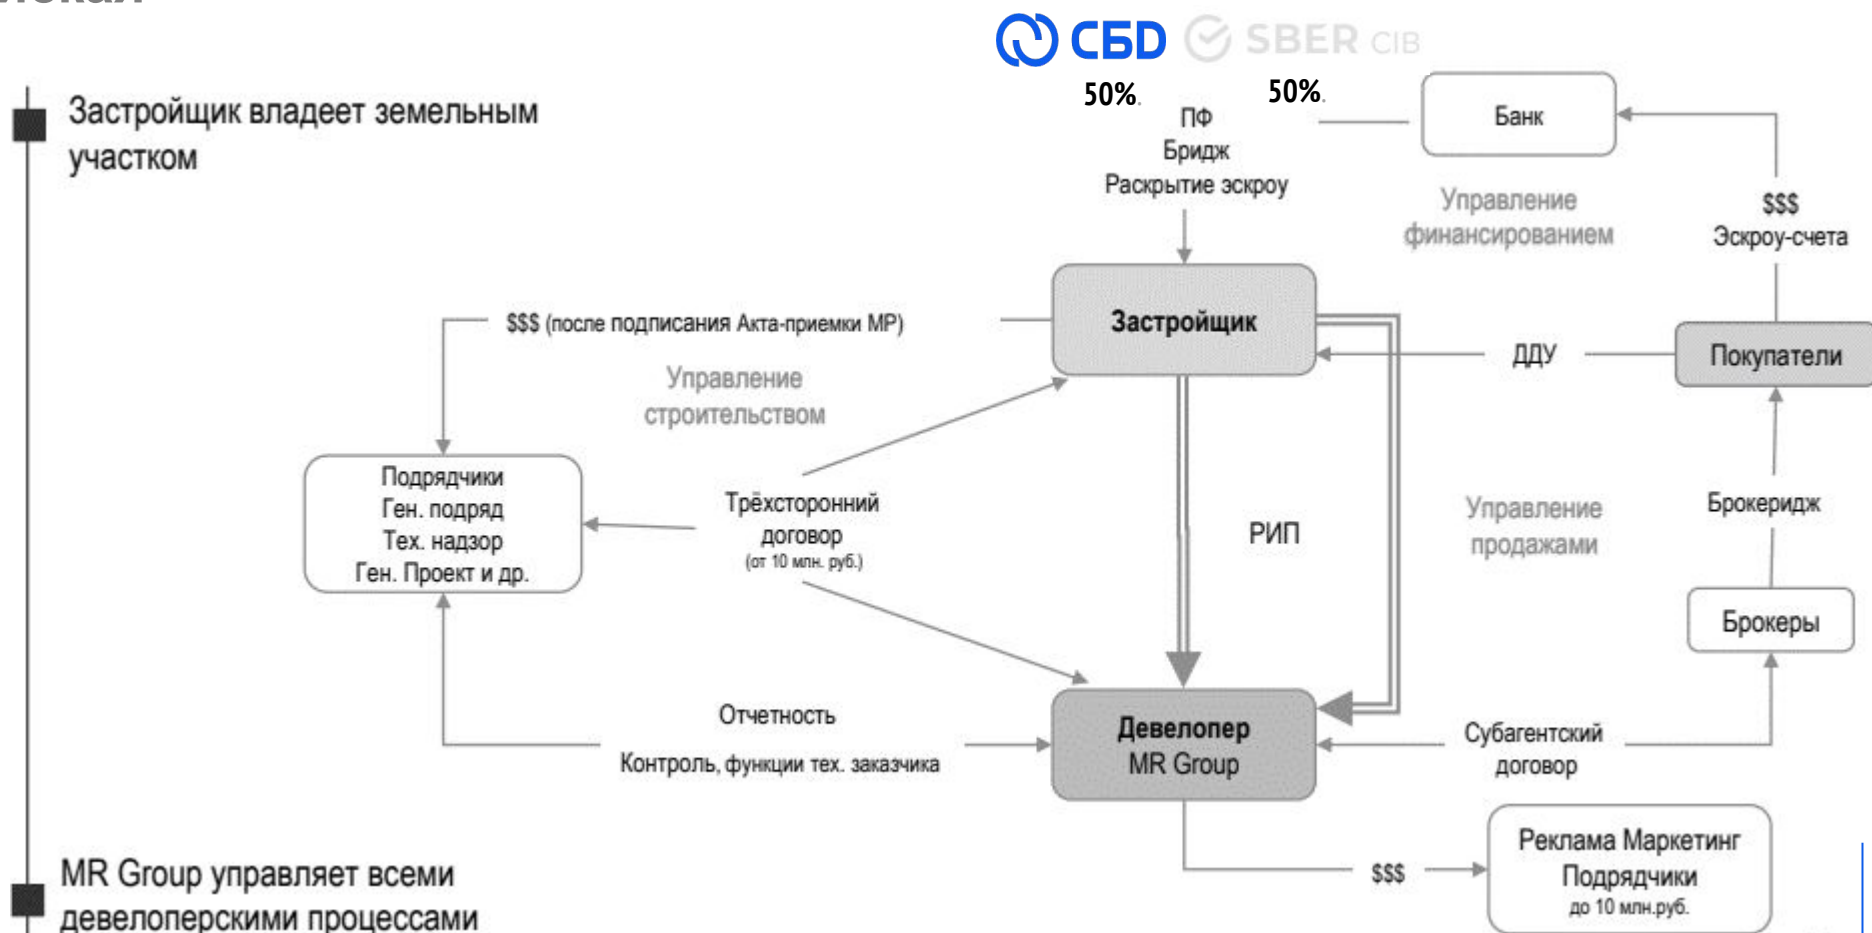 СБD SBER CIB
50%. 50%.
Застройщик владеет земельным
участком
ПФ
Бридж
Раскрытие эскроу
Банк
Управление
финансированием
$$$
Эскроу-счета
Застройщик
$$$ (после подписания Акта-приемки МР)
ДДУ
Покупатели
Управление
строительством
Подрядчики
Ген. подряд
Тех. надзор
Ген. Проект и др.
Трёхсторонний
договор
(от 10 млн. руб.)
РИП
Управление
продажами
Брокеридж
Брокеры
Отчетность
Контроль, функции тех. заказчика
Девелопер
MR Group
Субагентский
договор
$$$
Реклама Маркетинг
Подрядчики
до 10 млн.руб.
MR Group управляет всеми
девелоперскими процессами